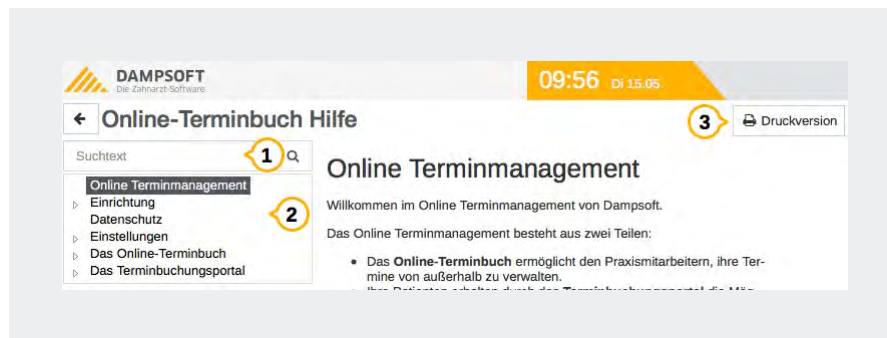 DAMPSOFT
Die Zahnarzt-Software
09:56 Di 15.05.
Online-Terminbuch Hilfe
3
Druckversion
Suchtext
1
Online Terminmanagement
Einrichtung
Datenschutz
Einstellungen
Das Online-Terminbuch
Das Terminbuchungsportal
2
Online Terminmanagement
Willkommen im Online Terminmanagement von Dampsoft.
Das Online Terminmanagement besteht aus zwei Teilen:
• Das Online-Terminbuch ermöglicht den Praxismitarbeitern, ihre Ter-
mine von außerhalb zu verwalten.